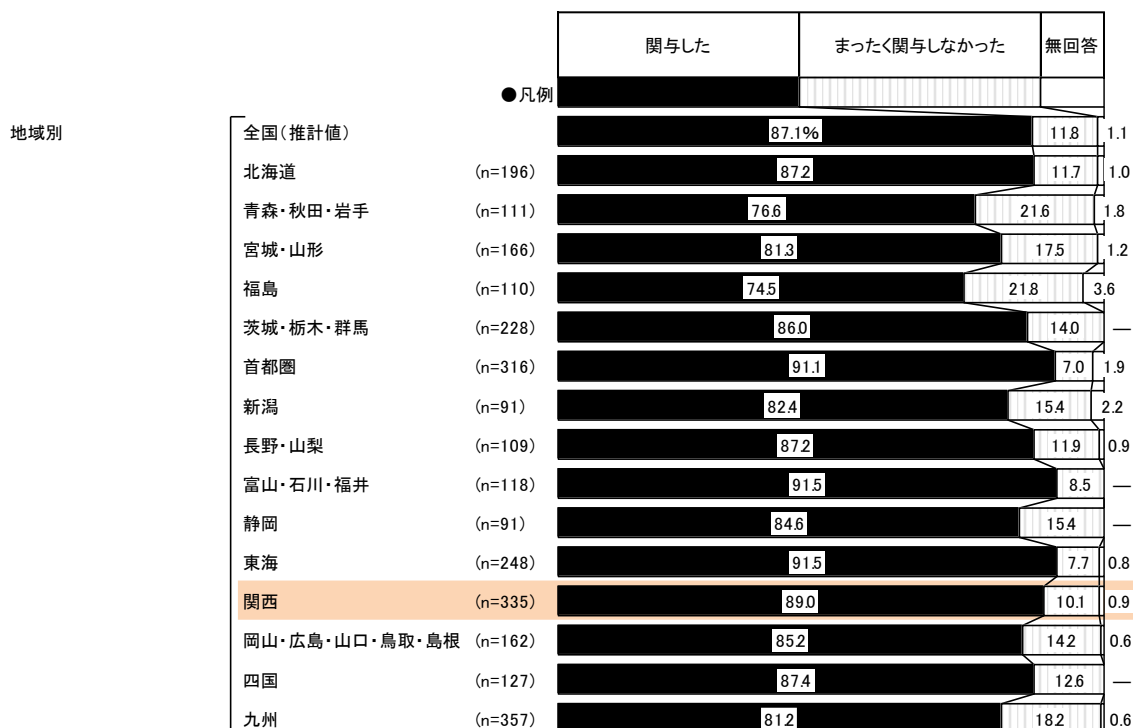 関与した まったく関与しなかった 無回答
●凡例
地域別 全国(推計値) 87.1% 11.8 1.1
北海道 (n=196) 87.2 11.7 1.0
青森・秋田・岩手 (n=111) 76.6 21.6 1.8
宮城・山形 (n=166) 81.3 17.5 1.2
福島 (n=110) 74.5 21.8 3.6
茨城・栃木・群馬 (n=228) 86.0 14.0 ―
首都圏 (n=316) 91.1 7.0 1.9
新潟 (n=91) 82.4 15.4 2.2
長野・山梨 (n=109) 87.2 11.9 0.9
富山・石川・福井 (n=118) 91.5 8.5 ―
静岡 (n=91) 84.6 15.4 ―
東海 (n=248) 91.5 7.7 0.8
関西 (n=335) 89.0 10.1 0.9
岡山・広島・山口・鳥取・島根 (n=162) 85.2 14.2 0.6
四国 (n=127) 87.4 12.6 ―
九州 (n=357) 81.2 18.2 0.6